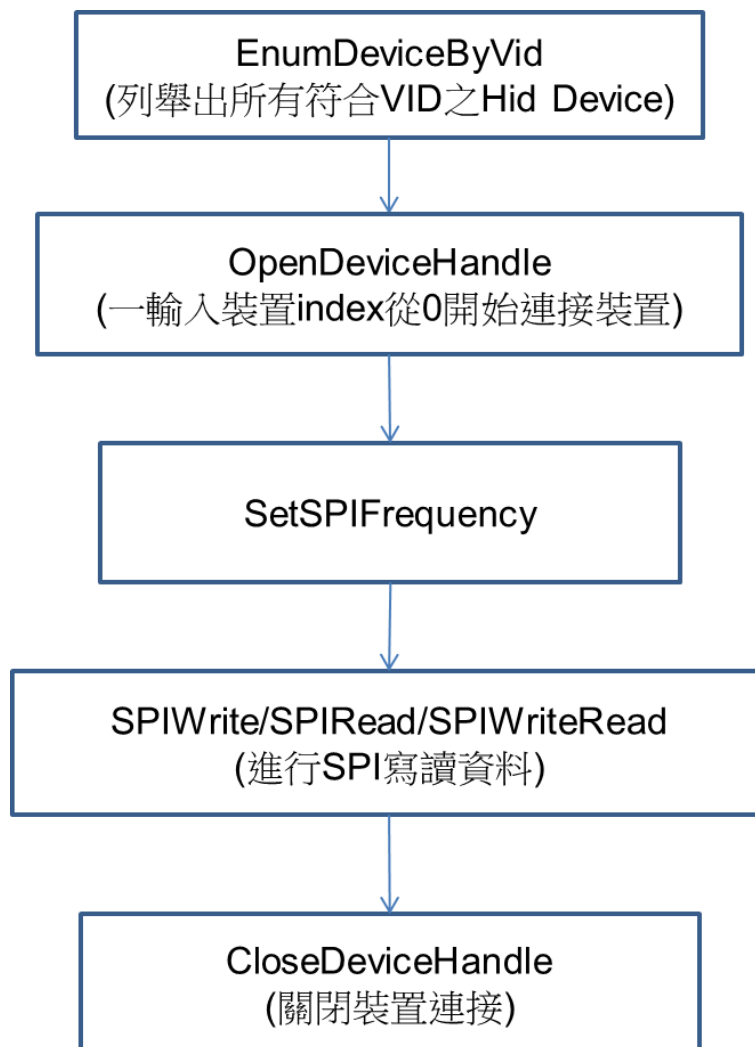 EnumDeviceByVid
(列舉出所有符合VID之Hid Device)
OpenDeviceHandle
(一輸入裝置index從0開始連接裝置)
SetSPIFrequency
SPIWrite/SPIRead/SPIWriteRead
(進行SPI寫讀資料)
CloseDeviceHandle
(關閉裝置連接)